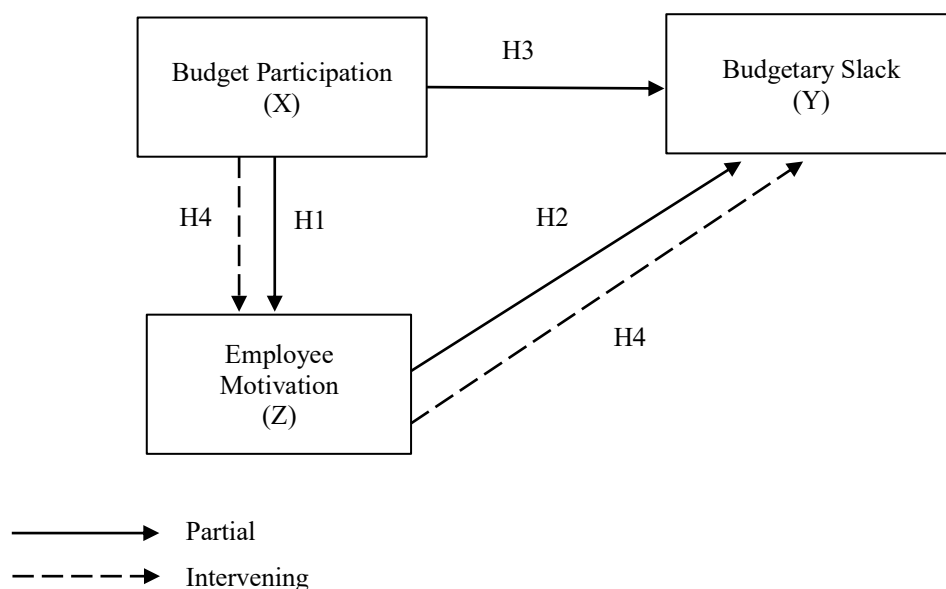 Budget Participation
(X)
H3
Budgetary Slack
(Y)
H4
H1
H2
H4
Employee
Motivation
(Z)
Partial
Intervening